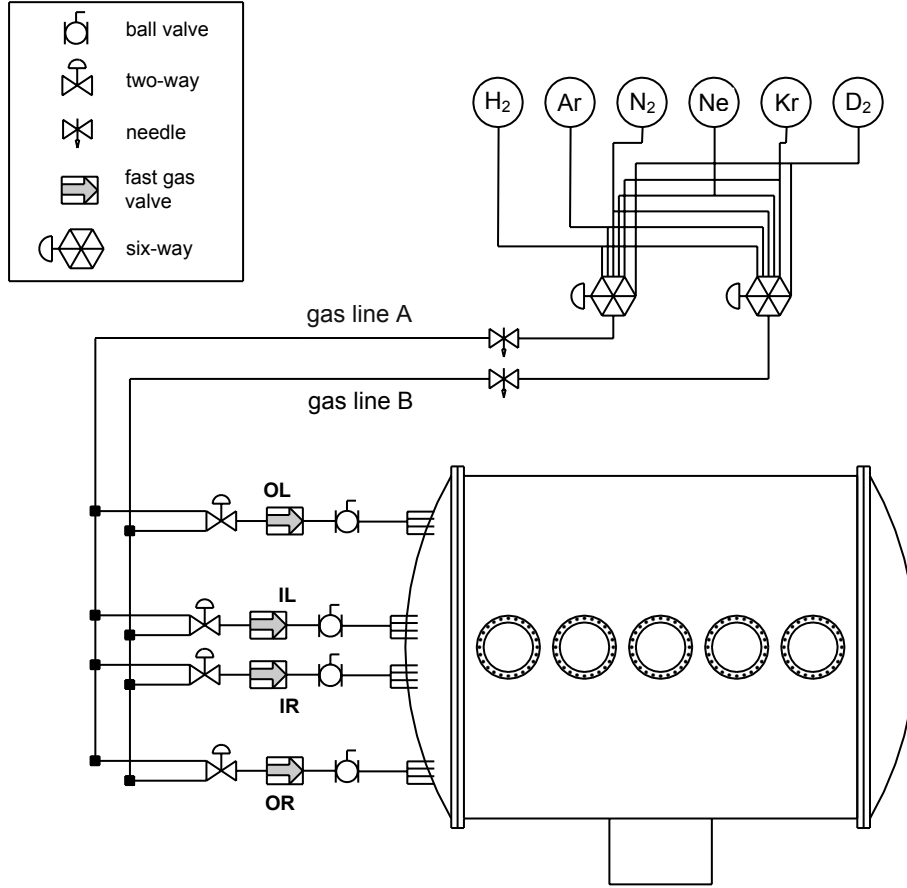 ball valve
two-way
needle
fast gas
valve
six-way
H₂ Ar N₂ Ne Kr D₂
gas line A
gas line B
OL
IL
IR
OR